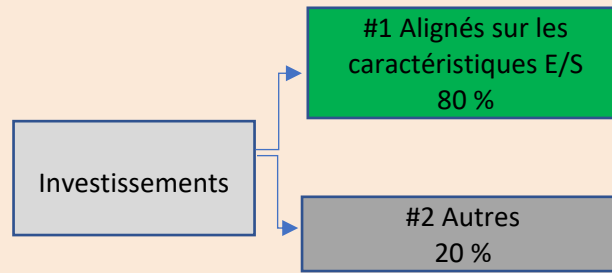 #1 Alignés sur les
caractéristiques E/S
80 %
Investissements
#2 Autres
20 %